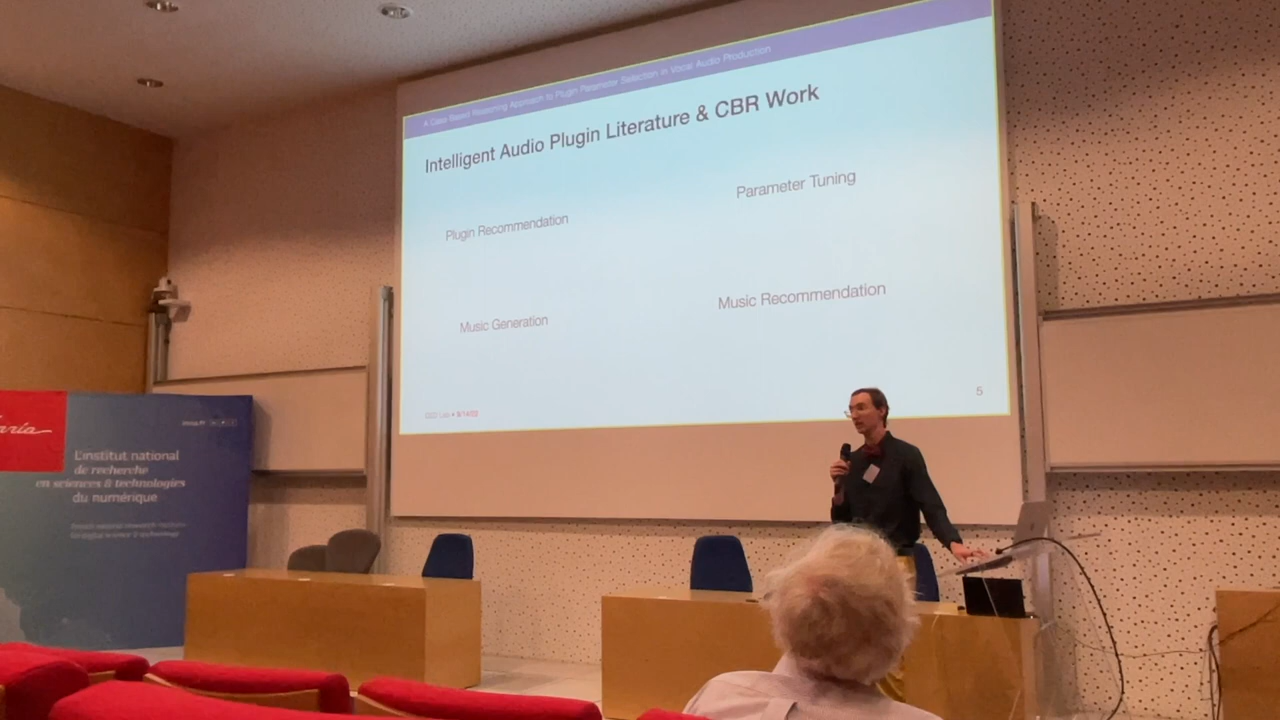 A Case-Based Reasoning Approach to Plugin Parameter Selection in Vocal Audio Production
Intelligent Audio Plugin Literature & CBR Work
Plugin Recommendation
Parameter Tuning
Music Generation
Music Recommendation
5
L'institut national
de recherche
en sciences & technologies
du numérique